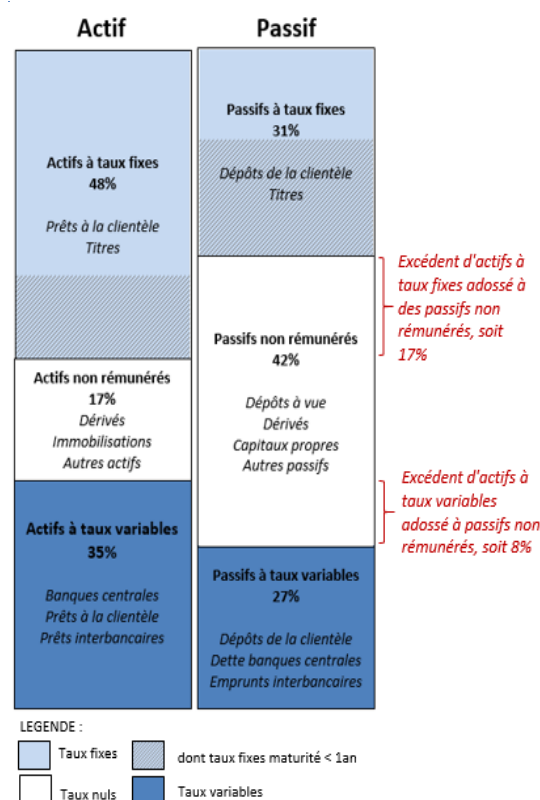 Actif
Passif
Actifs à taux fixes
48%
Prêts à la clientèle
Titres
Actifs non rémunérés
17%
Dérivés
Immobilisations
Autres actifs
Actifs à taux variables
35%
Banques centrales
Prêts à la clientèle
Prêts interbancaires
Passifs à taux fixes
31%
Dépôts de la clientèle
Titres
Passifs non rémunérés
42%
Dépôts à vue
Dérivés
Capitaux propres
Autres passifs
Passifs à taux variables
27%
Dépôts de la clientèle
Dette banques centrales
Emprunts interbancaires
Excédent d'actifs à
taux fixes adossé à
des passifs non
rémunérés, soit
17%
Excédent d'actifs à
taux variables
adossé à passifs non
rémunérés, soit 8%
LEGENDE :
Taux fixes
dont taux fixes maturité < 1an
Taux nuls
Taux variables